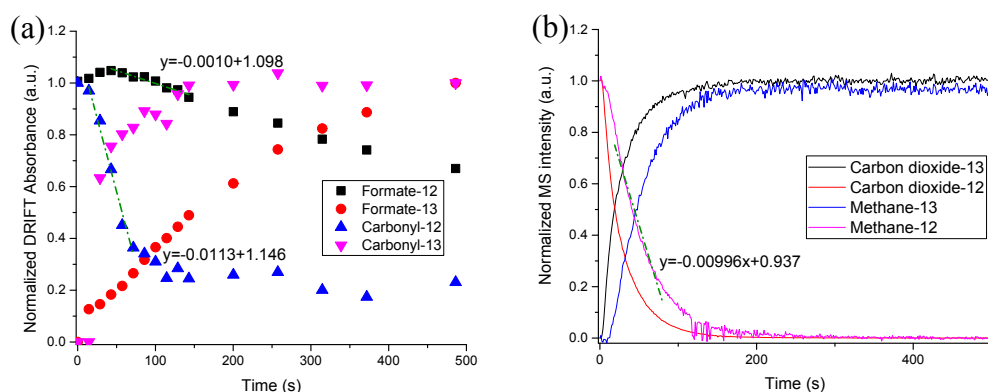 (a)
Normalized DRIFT Absorbance (a.u.)
1.2
1.0
0.8
0.6
0.4
0.2
0.0
y=-0.0010+1.098
Formate-12
Formate-13
Carbonyl-12
Carbonyl-13
y=-0.0113+1.146
0
100
200
300
400
500
Time (s)
(b)
Normalized MS intensity (a.u.)
1.2
1.0
0.8
0.6
0.4
0.2
0.0
Carbon dioxide-13
Carbon dioxide-12
Methane-13
Methane-12
y=-0.00996x+0.937
0
200
400
Time (s)